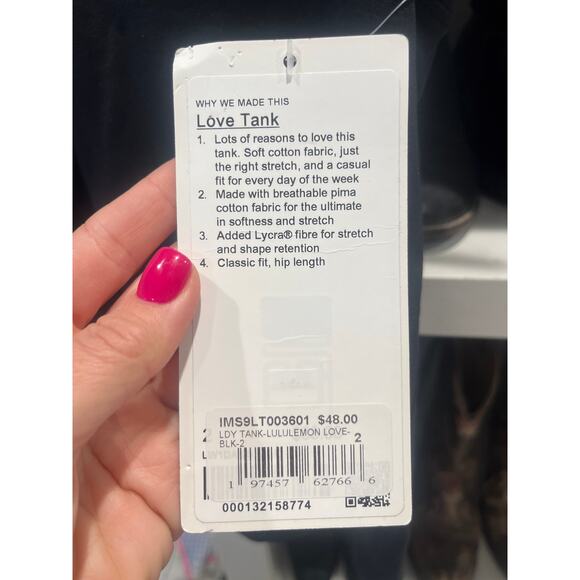 WHY WE MADE THIS
Love Tank
1. Lots of reasons to love this
tank. Soft cotton fabric, just
the right stretch, and a casual
fit for every day of the week
2. Made with breathable pima
cotton fabric for the ultimate
in softness and stretch
3. Added Lycra® fibre for stretch
and shape retention
4. Classic fit, hip length
IMS9LT003601 $48.00
LDY TANK-LULULEMON LOVE-
BLK-2 2
1 97457 62766 6
000132158774